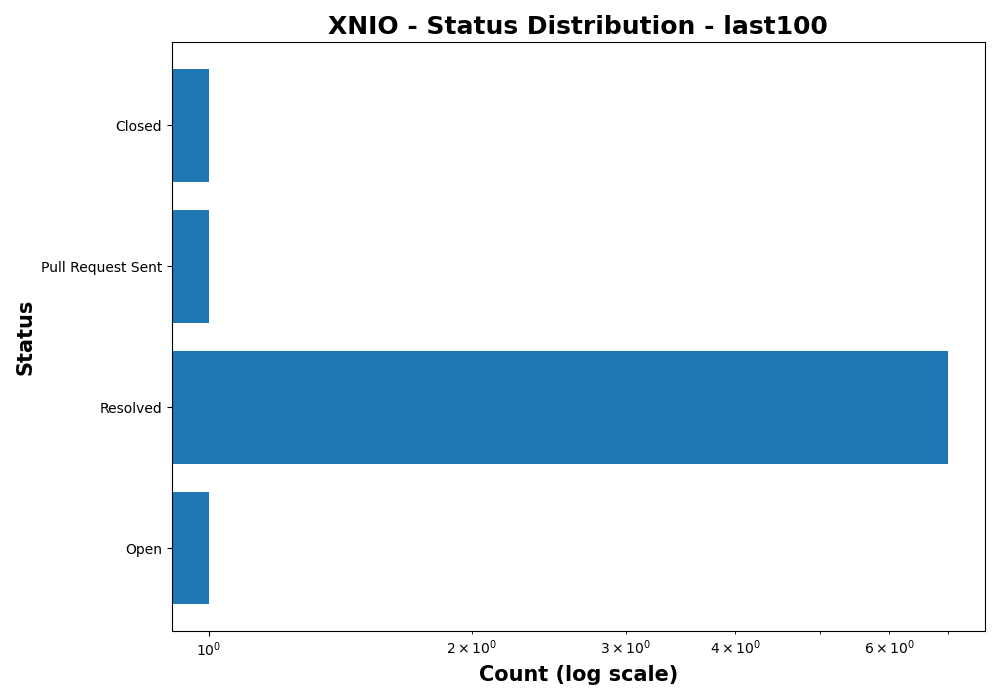 XNIO - Status Distribution - last100
Closed
Pull Request Sent
Resolved
Open
Status
10⁰
2 × 10⁰
3 × 10⁰
4 × 10⁰
6 × 10⁰
Count (log scale)